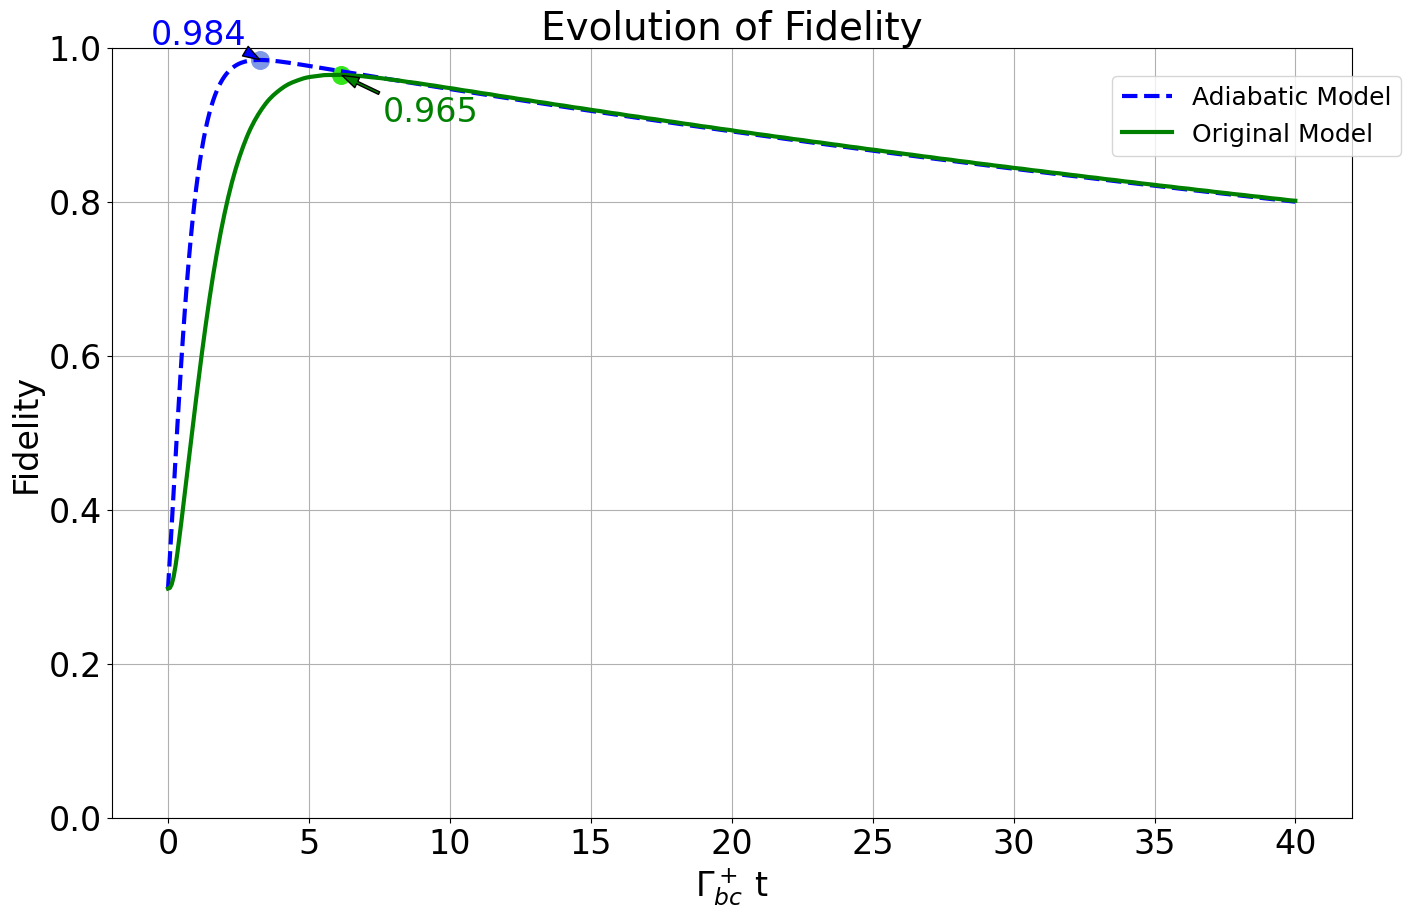 Evolution of Fidelity
0.984
0.965
Adiabatic Model
Original Model
Fidelity
1.0
0.8
0.6
0.4
0.2
0.0
0 5 10 15 20 25 30 35 40
Γ⁺bc t